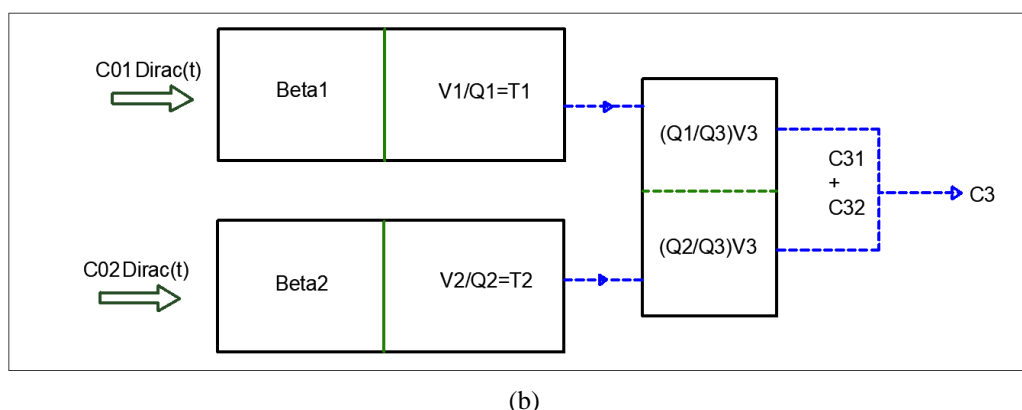 C01 Dirac(t)
Beta1
V1/Q1=T1
(Q1/Q3)V3
C31
+
C32
C3
(Q2/Q3)V3
C02 Dirac(t)
Beta2
V2/Q2=T2
(b)